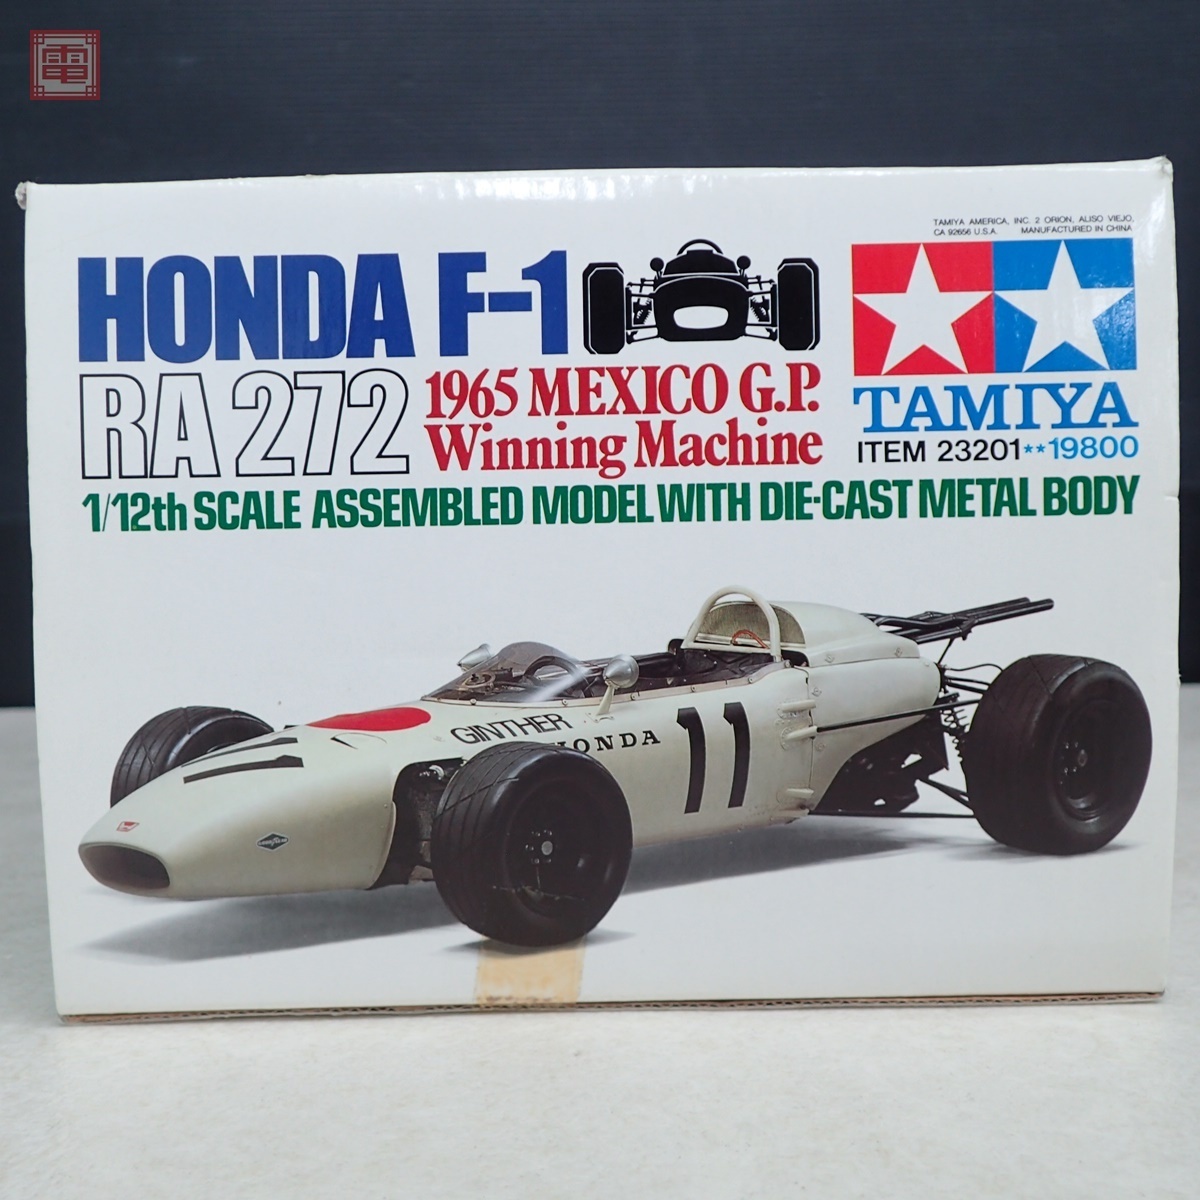 TAMIYA AMERICA, INC. 2 ORION, ALISO VIEJO,
CA 92656 U.S.A. MANUFACTURED IN CHINA
HONDA F-1
RA 272
1965 MEXICO G.P.
Winning Machine
TAMIYA
ITEM 23201**19800
1/12th SCALE ASSEMBLED MODEL WITH DIE-CAST METAL BODY
GINTHER
HONDA
11
11